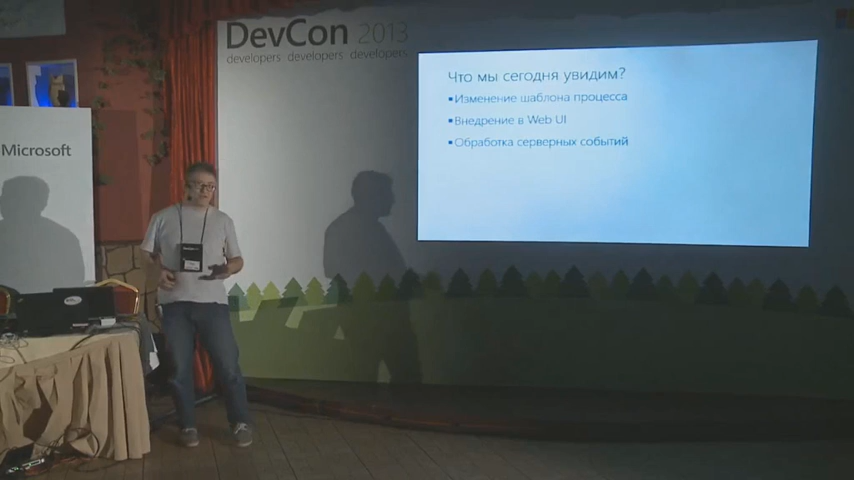 DevCon 2013
developers developers developers
Что мы сегодня увидим?
▪Изменение шаблона процесса
▪Внедрение в Web UI
▪Обработка серверных событий
Microsoft